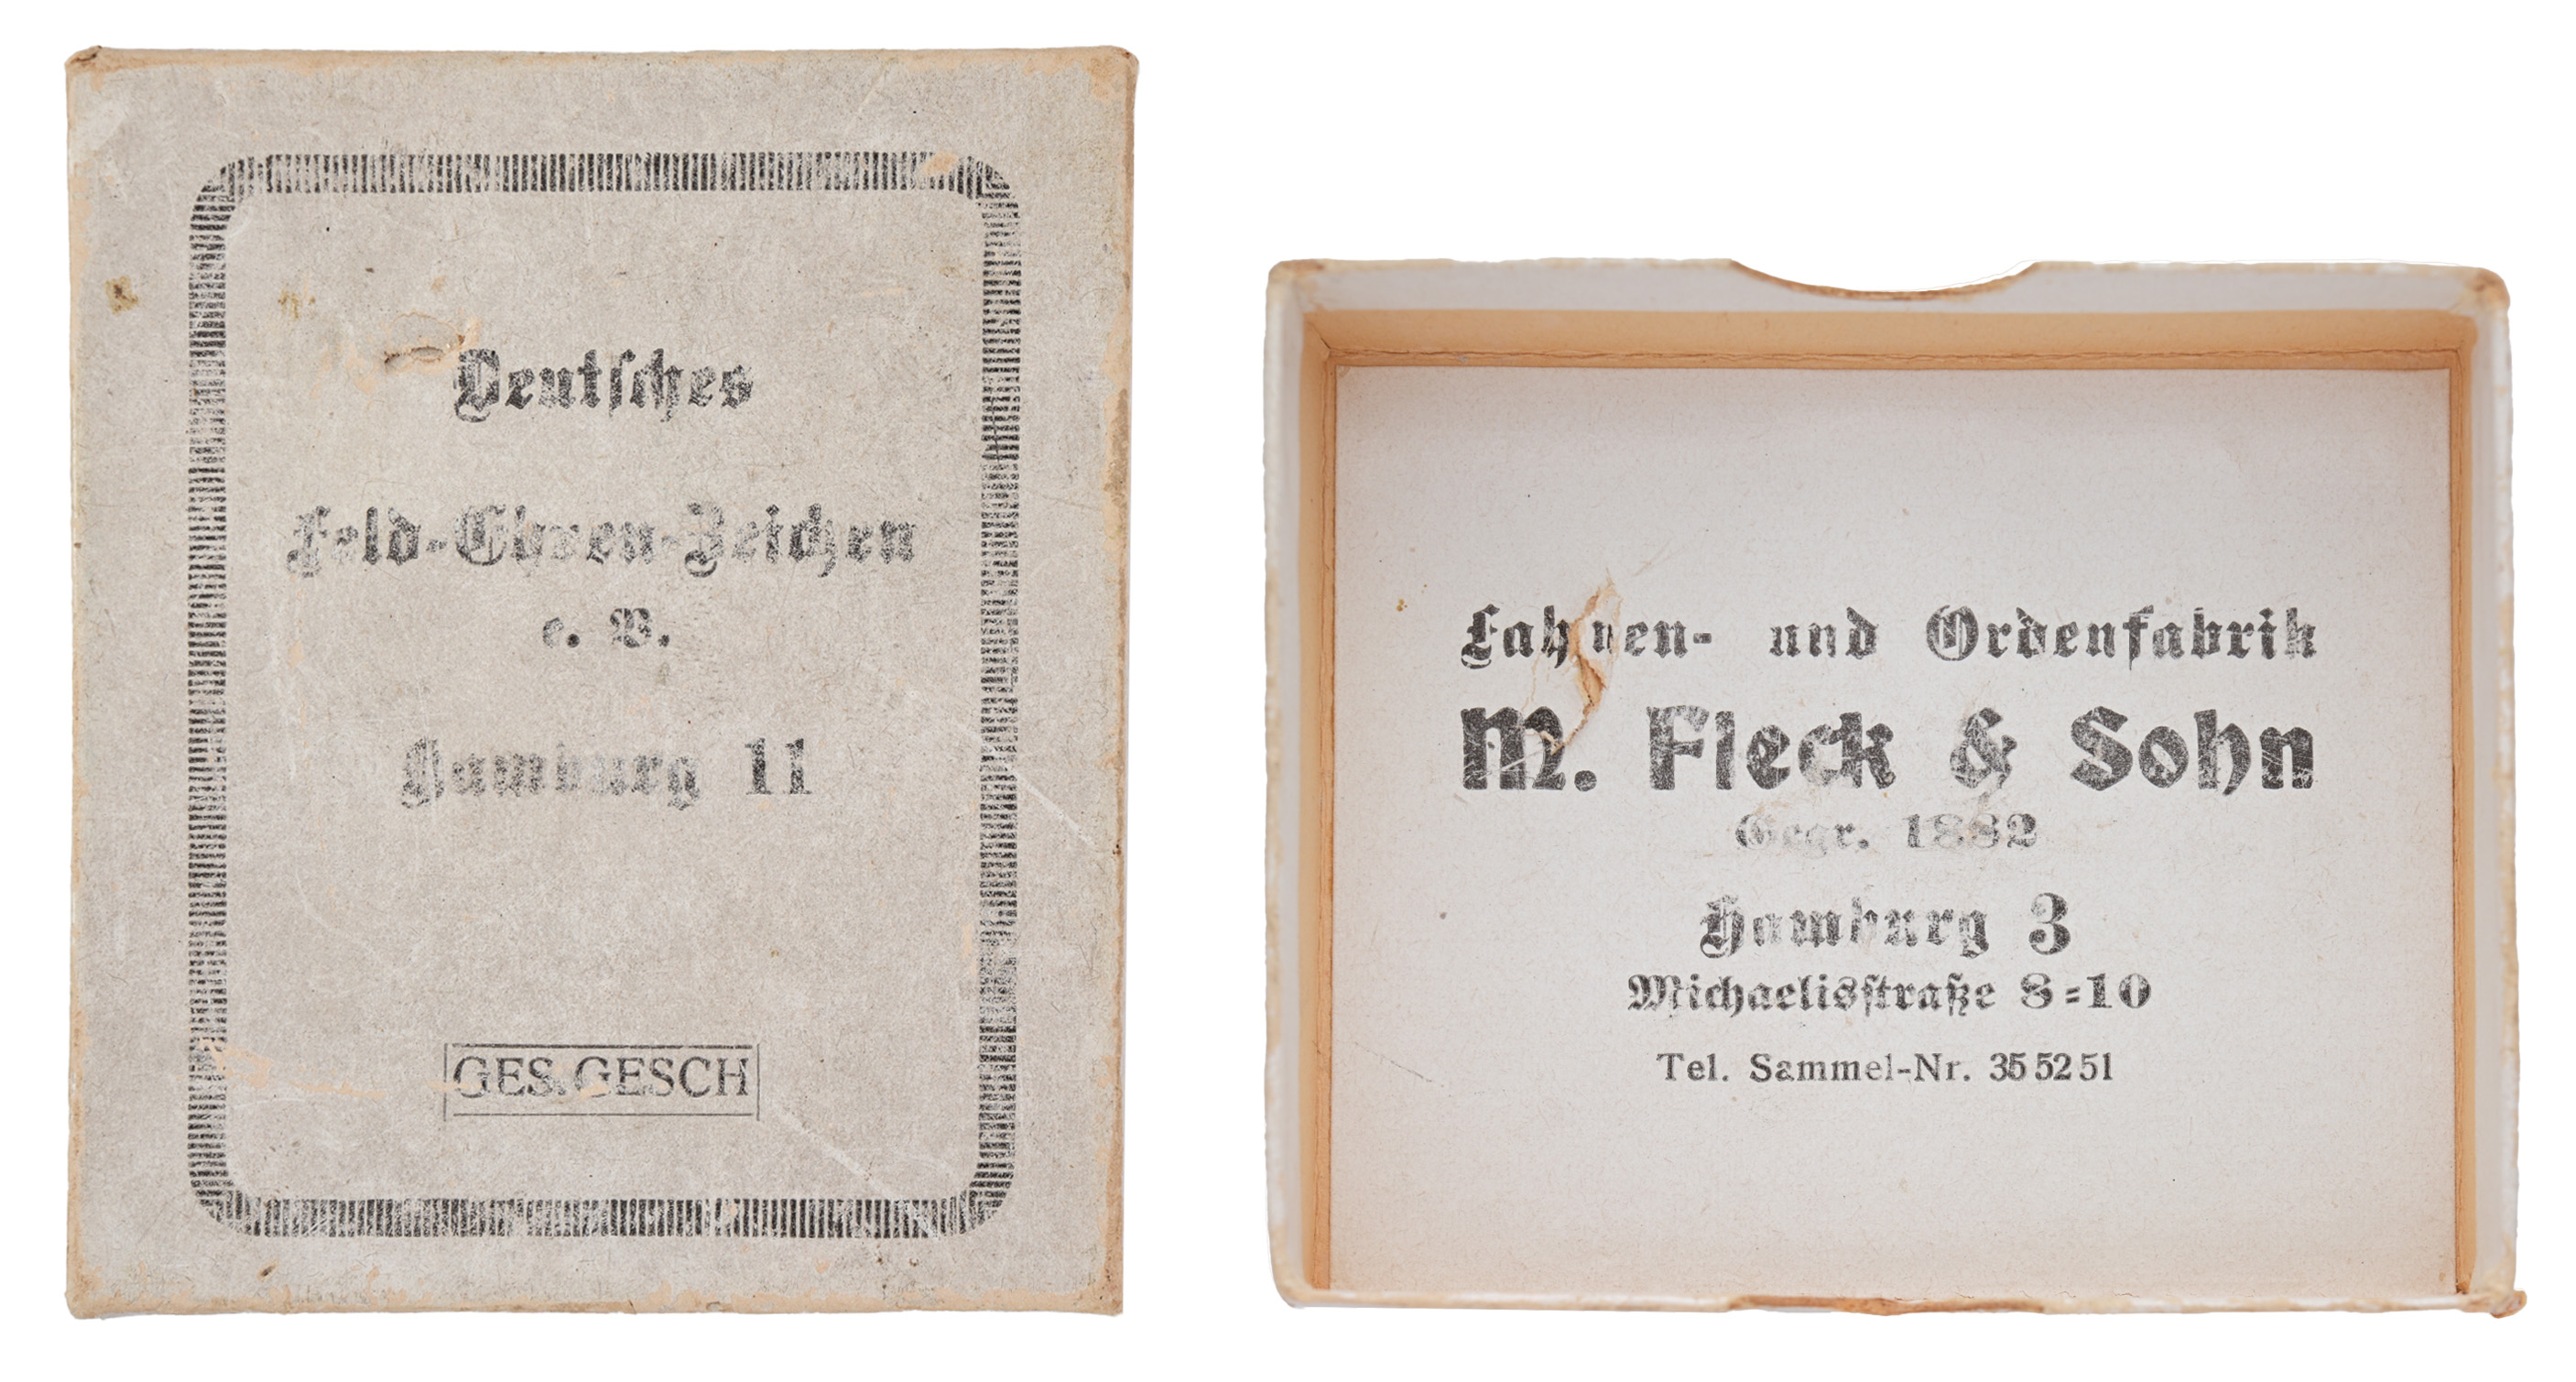 Deutsches
Feld-Ehren-Zeichen
e. V.
Hamburg 11
GES. GESCH
Fahnen- und Ordenfabrik
M. Fleck & Sohn
Gegr. 1882
Hamburg 3
Michaelisstraße 8=10
Tel. Sammel-Nr. 35 52 51